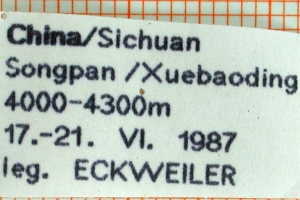 China/Sichuan
Songpan /Xuebaoding
4000-4300m
17.-21. VI. 1987
leg. ECKWEILER